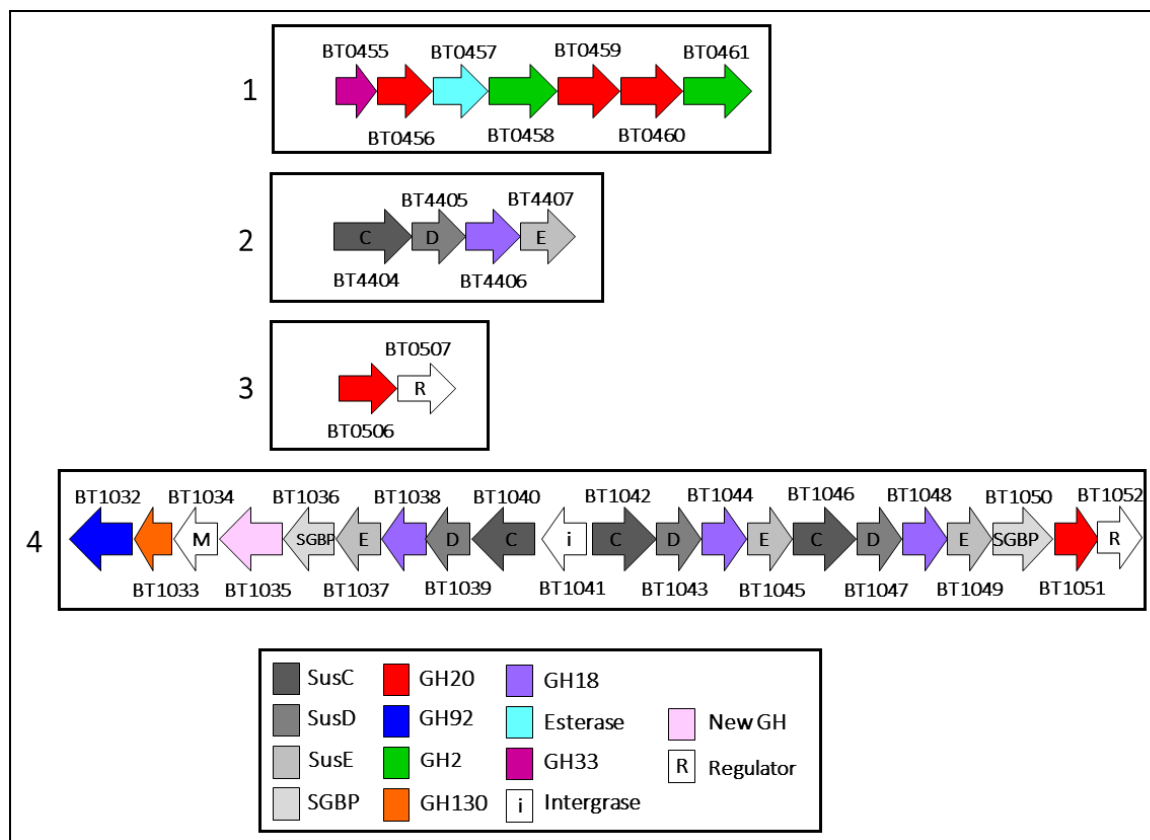 1
BT0455 BT0457 BT0459 BT0461
BT0456 BT0458 BT0460
2
BT4405 BT4407
C D E
BT4404 BT4406
3
BT0507
R
BT0506
4
BT1032 BT1034 BT1036 BT1038 BT1040 BT1042 BT1044 BT1046 BT1048 BT1050 BT1052
M SGBP E D C i C D E C D E SGBP R
BT1033 BT1035 BT1037 BT1039 BT1041 BT1043 BT1045 BT1047 BT1049 BT1051
SusC GH20 GH18
SusD GH92 Esterase New GH
SusE GH2 GH33 R Regulator
SGBP GH130 i Intergrase